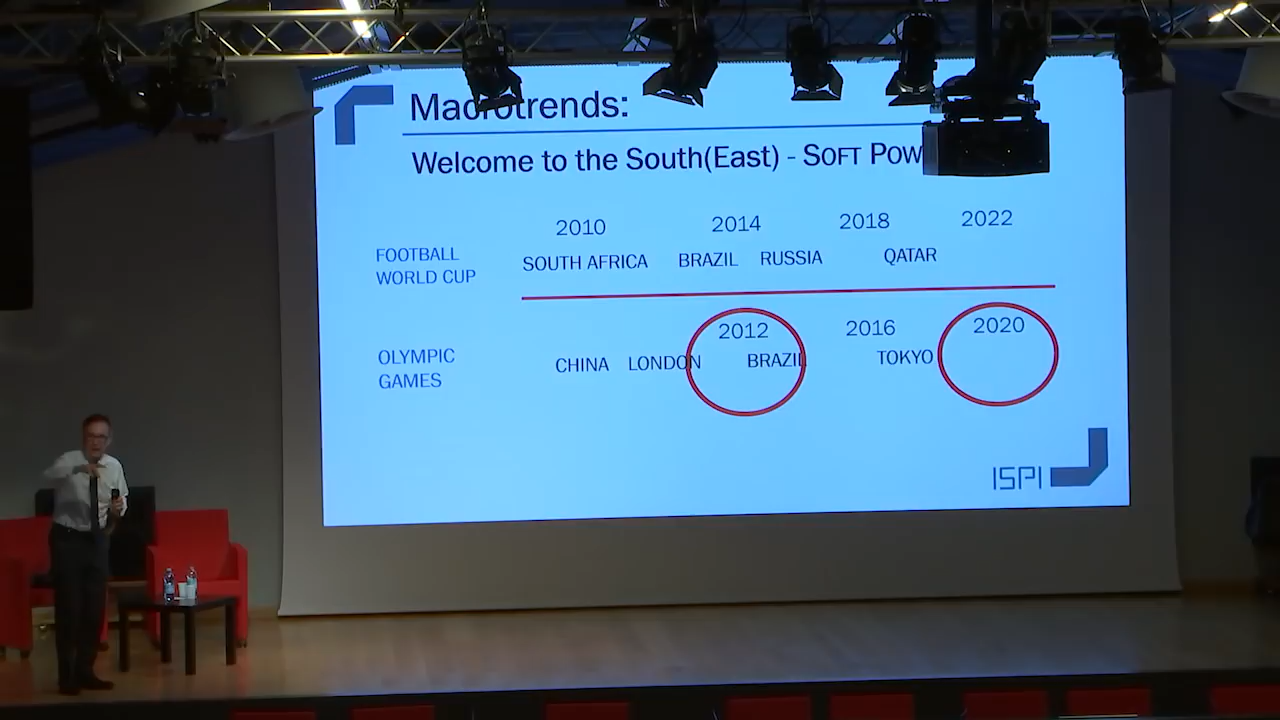 Macrotrends:
Welcome to the South(East) - SOFT POW
2010 2014 2018 2022
FOOTBALL WORLD CUP
SOUTH AFRICA BRAZIL RUSSIA QATAR
2012 2016 2020
OLYMPIC GAMES
CHINA LONDON BRAZIL TOKYO
ISPI